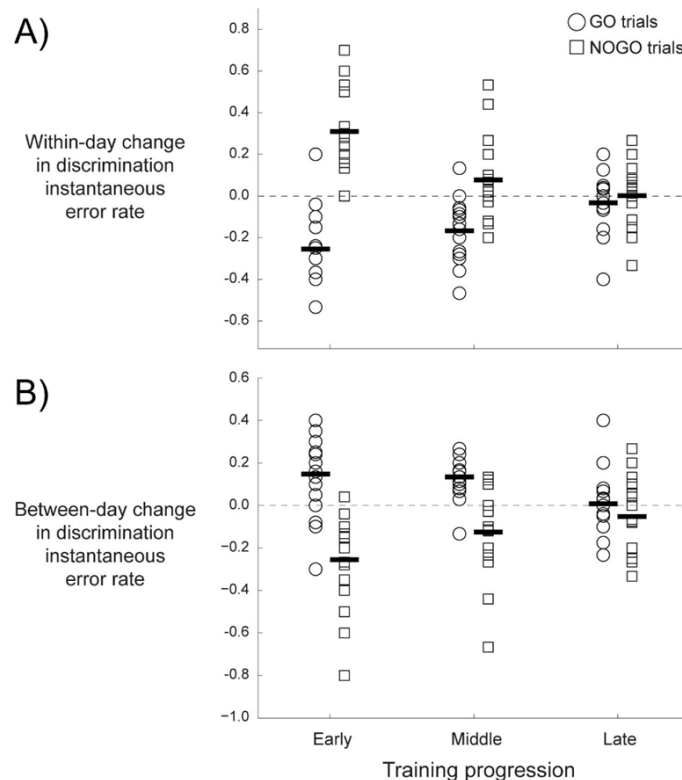 A)
GO trials
NOGO trials
Within-day change
in discrimination
instantaneous
error rate
0.8
0.6
0.4
0.2
0.0
-0.2
-0.4
-0.6
B)
Between-day change
in discrimination
instantaneous
error rate
0.6
0.4
0.2
0.0
−0.2
−0.4
−0.6
−0.8
−1.0
Early Middle Late
Training progression